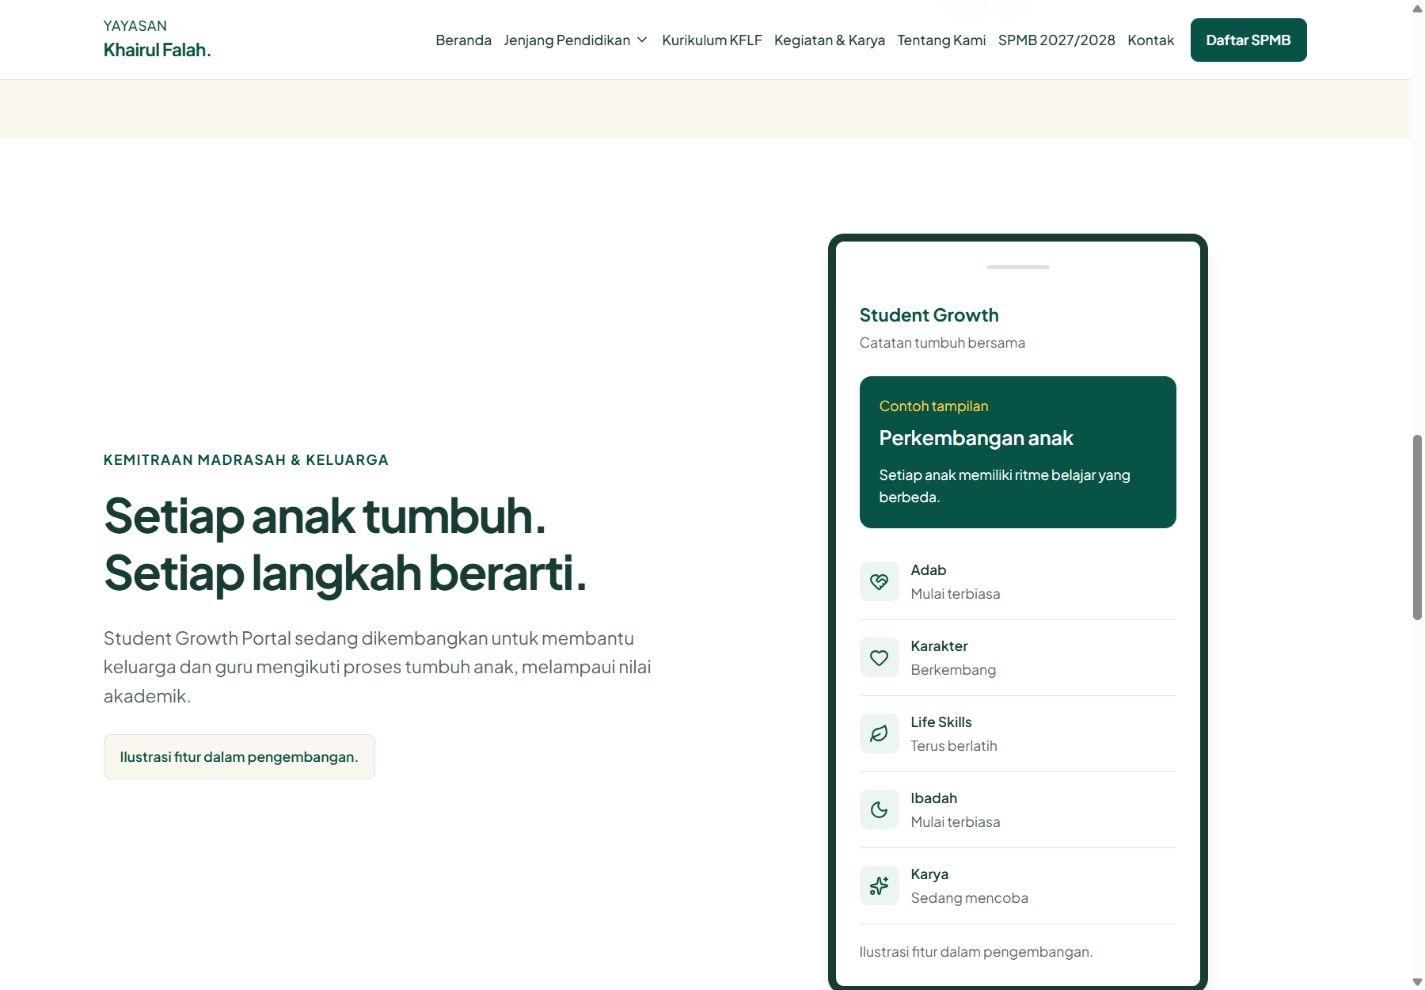 YAYASAN
Khairul Falah.
Beranda
Jenjang Pendidikan
Kurikulum KFLF
Kegiatan & Karya
Tentang Kami
SPMB 2027/2028
Kontak
Daftar SPMB
KEMITRAAN MADRASAH & KELUARGA
Setiap anak tumbuh.
Setiap langkah berarti.
Student Growth Portal sedang dikembangkan untuk membantu
keluarga dan guru mengikuti proses tumbuh anak, melampaui nilai
akademik.
Ilustrasi fitur dalam pengembangan.
Student Growth
Catatan tumbuh bersama
Contoh tampilan
Perkembangan anak
Setiap anak memiliki ritme belajar yang
berbeda.
Adab
Mulai terbiasa
Karakter
Berkembang
Life Skills
Terus berlatih
Ibadah
Mulai terbiasa
Karya
Sedang mencoba
Ilustrasi fitur dalam pengembangan.